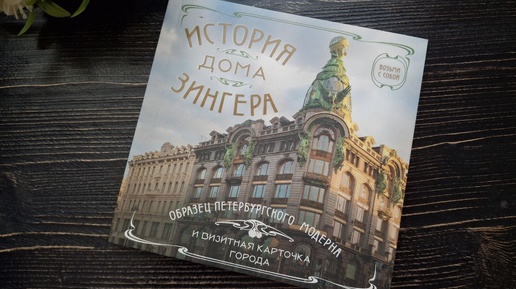 ИСТОРИЯ
ДОМА
ЗИНГЕРА
ВОЗЬМИ
С СОБОЙ
ОБРАЗЕЦ ПЕТЕРБУРГСКОГО МОДЕРНА
И ВИЗИТНАЯ КАРТОЧКА
ГОРОДА